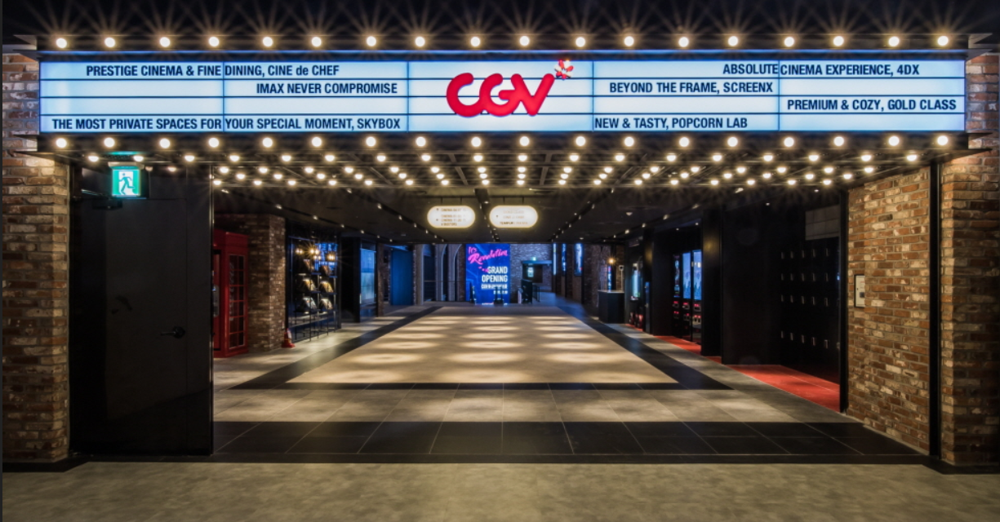 PRESTIGE CINEMA & FINE DINING, CINE de CHEF
IMAX NEVER COMPROMISE
THE MOST PRIVATE SPACES FOR YOUR SPECIAL MOMENT, SKYBOX
CGV
ABSOLUTE CINEMA EXPERIENCE, 4DX
BEYOND THE FRAME, SCREENX
PREMIUM & COZY, GOLD CLASS
NEW & TASTY, POPCORN LAB
It's
Revolution
GRAND
OPENING